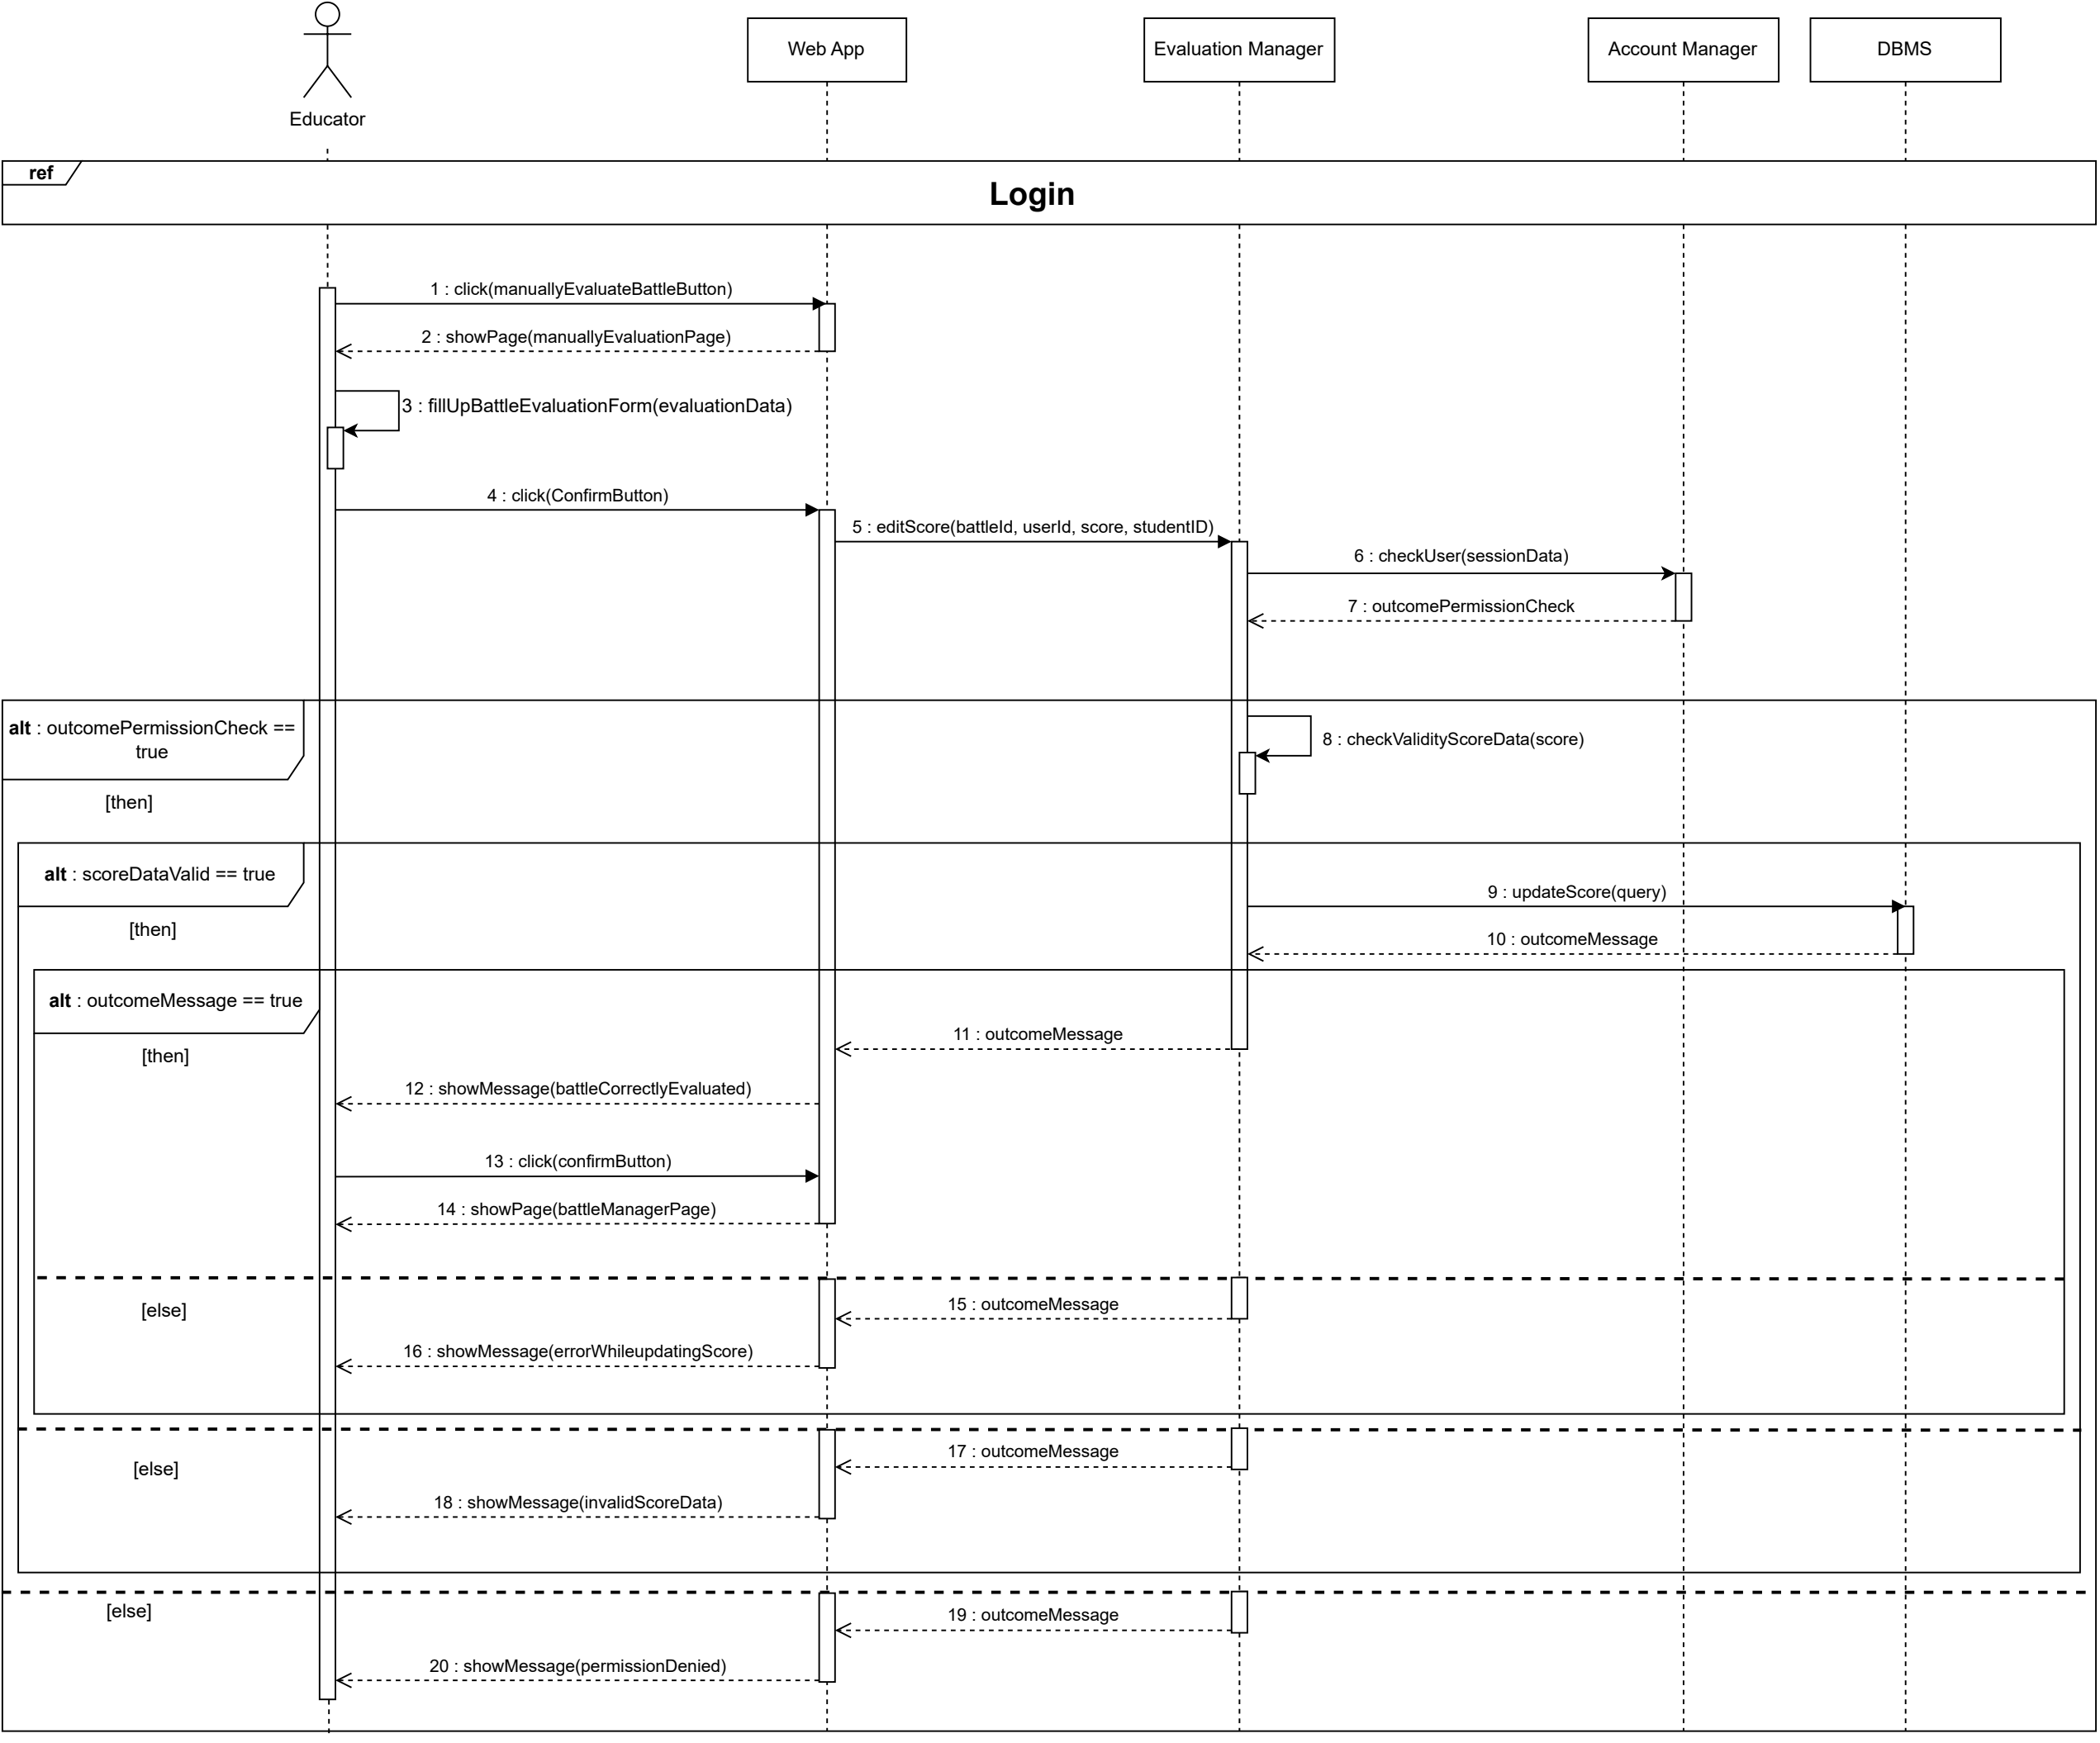 Educator
Web App
Evaluation Manager
Account Manager
DBMS
ref
Login
1 : click(manuallyEvaluateBattleButton)
2 : showPage(manuallyEvaluationPage)
3 : fillUpBattleEvaluationForm(evaluationData)
4 : click(ConfirmButton)
5 : editScore(battleId, userId, score, studentID)
6 : checkUser(sessionData)
7 : outcomePermissionCheck
alt : outcomePermissionCheck ==
true
8 : checkValidityScoreData(score)
[then]
alt : scoreDataValid == true
9 : updateScore(query)
[then]
10 : outcomeMessage
alt : outcomeMessage == true
11 : outcomeMessage
[then]
12 : showMessage(battleCorrectlyEvaluated)
13 : click(confirmButton)
14 : showPage(battleManagerPage)
[else]
15 : outcomeMessage
16 : showMessage(errorWhileupdatingScore)
17 : outcomeMessage
[else]
18 : showMessage(invalidScoreData)
[else]
19 : outcomeMessage
20 : showMessage(permissionDenied)